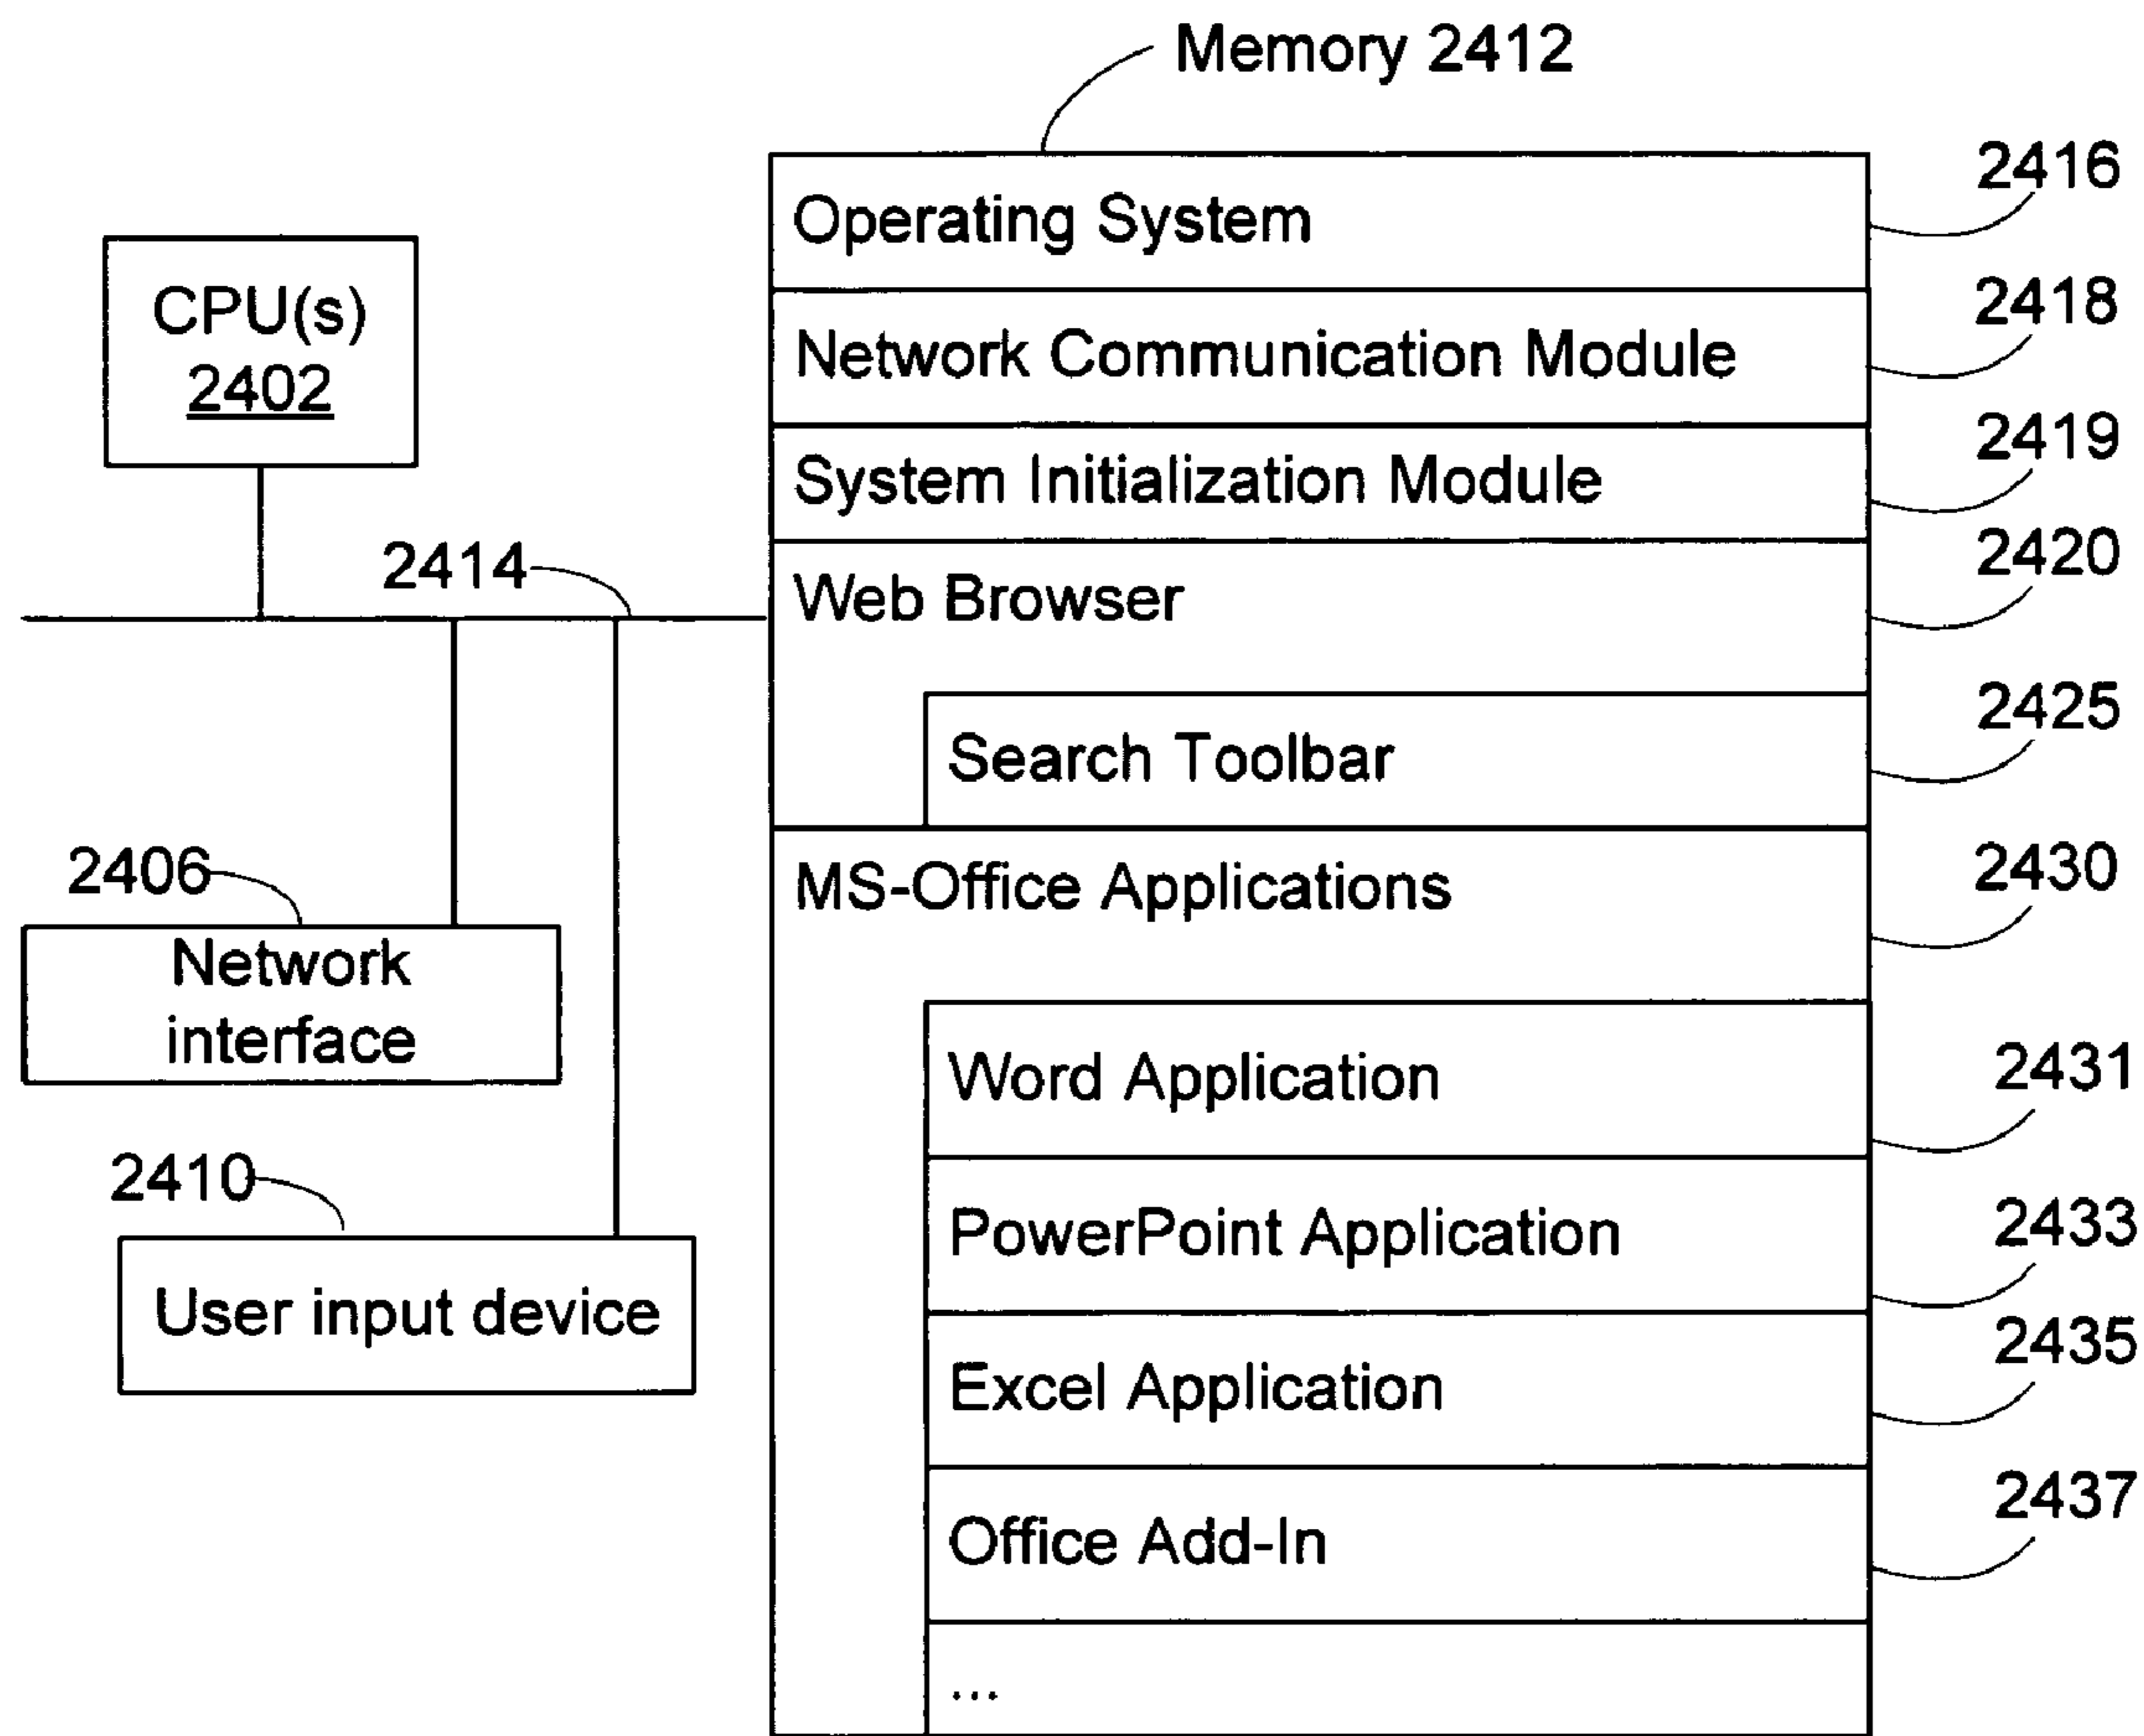 Memory 2412
Operating System
2416
Network Communication Module
2418
System Initialization Module
2419
Web Browser
2420
Search Toolbar
2425
MS-Office Applications
2430
Word Application
2431
PowerPoint Application
2433
Excel Application
2435
Office Add-In
2437
...
CPU(s)
2402
2414
2406
Network
interface
2410
User input device